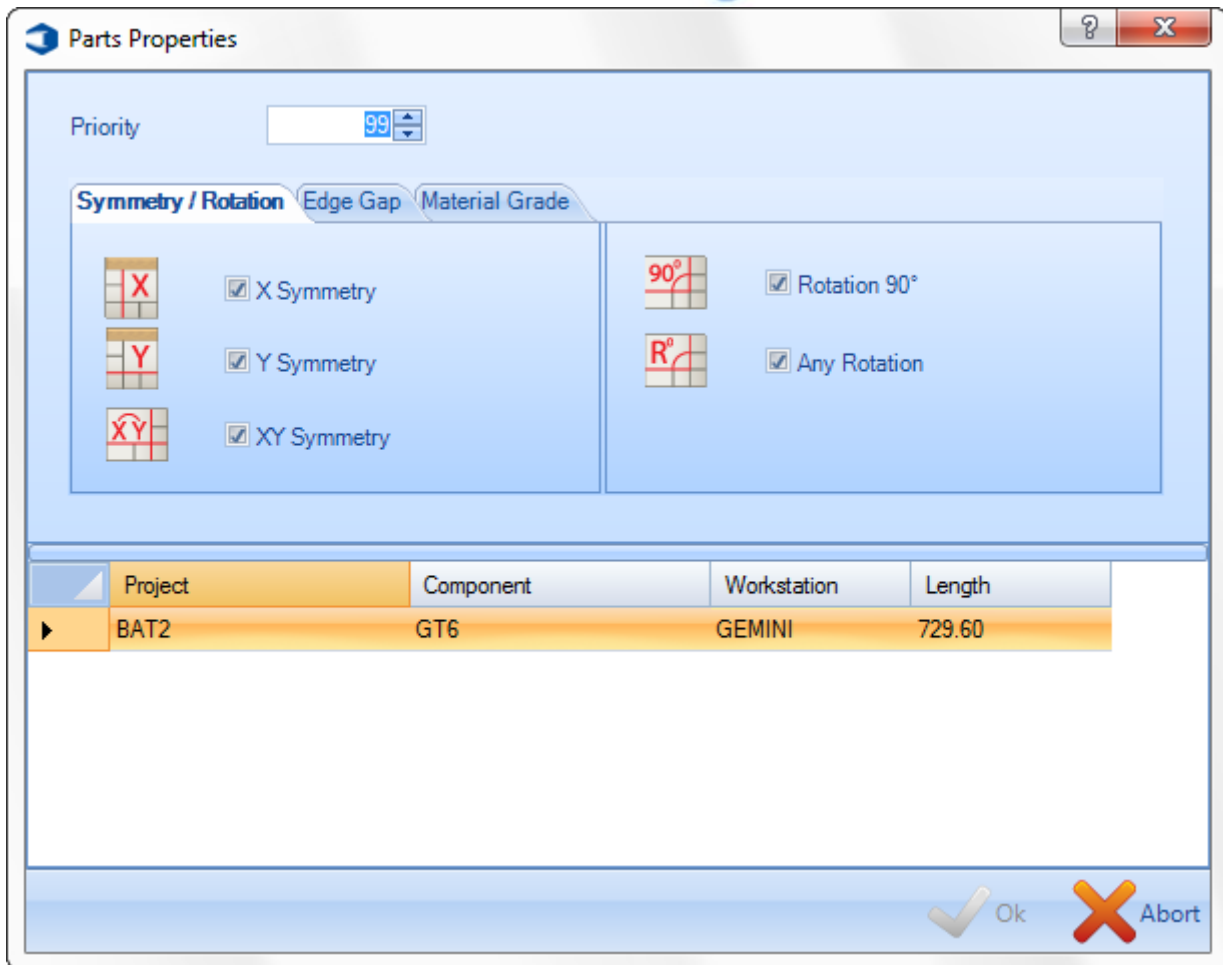 Parts Properties
?
Priority 99
Symmetry / Rotation Edge Gap Material Grade
X X Symmetry 90° Rotation 90°
Y Y Symmetry R° Any Rotation
XY XY Symmetry
Project Component Workstation Length
BAT2 GT6 GEMINI 729.60
Ok Abort